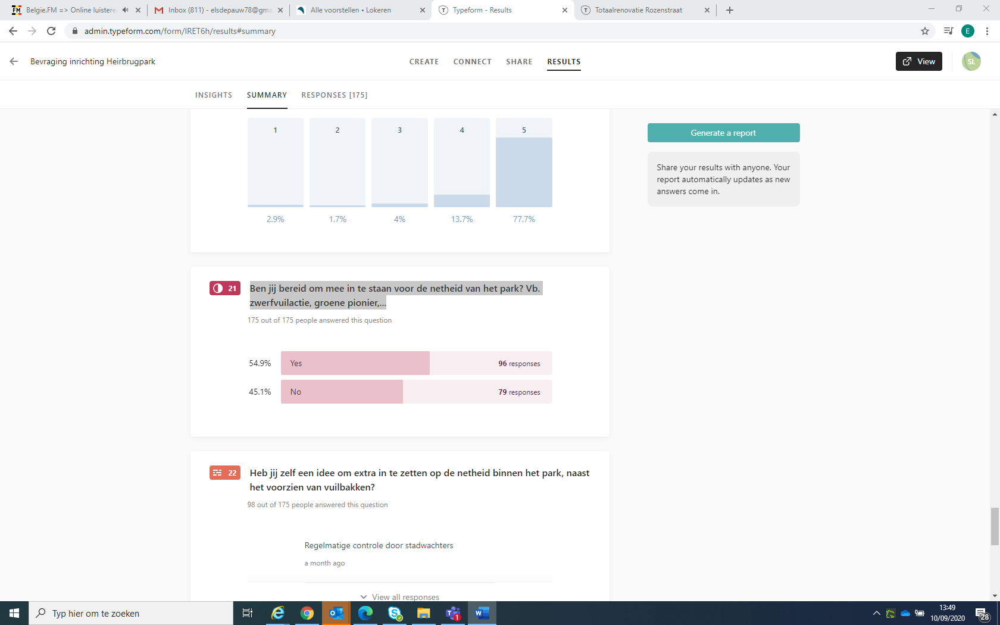 Belgie.FM => Online luistere
Inbox (811) - elsdepauw78@gma
Alle voorstellen • Lokeren
Typeform - Results
Totaalrenovatie Rozenstraat
admin.typeform.com/form/IRET6h/results#summary
E
Bevraging inrichting Heirbrugpark
CREATE
CONNECT
SHARE
RESULTS
View
SL
INSIGHTS
SUMMARY
RESPONSES [175]
1
2
3
4
5
2.9%
1.7%
4%
13.7%
77.7%
Generate a report
Share your results with anyone. Your
report automatically updates as new
answers come in.
21
Ben jij bereid om mee in te staan voor de netheid van het park? Vb.
zwerfvuilactie, groene pionier,...
175 out of 175 people answered this question
54.9% Yes 96 responses
45.1% No 79 responses
22
Heb jij zelf een idee om extra in te zetten op de netheid binnen het park, naast
het voorzien van vuilbakken?
98 out of 175 people answered this question
Regelmatige controle door stadwachters
a month ago
View all responses
Typ hier om te zoeken
13:49
10/09/2020
28